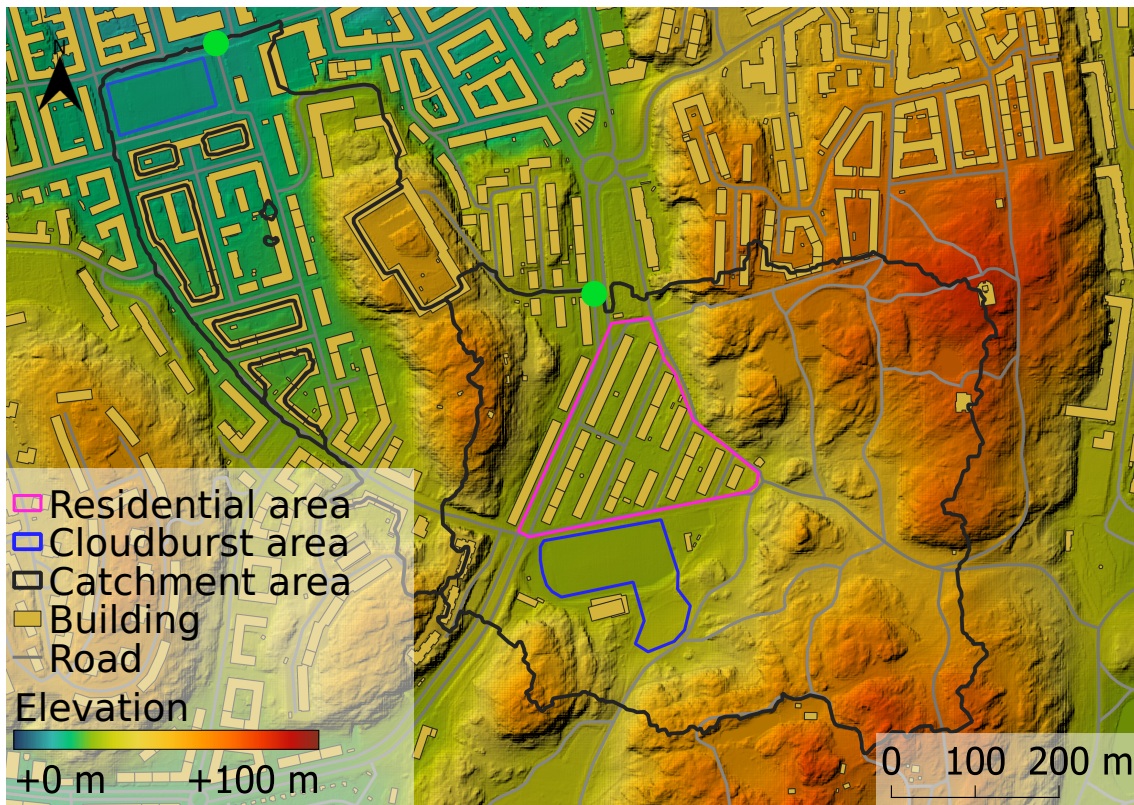 N
Residential area
Cloudburst area
Catchment area
Building
Road
Elevation
+0 m +100 m
0 100 200 m